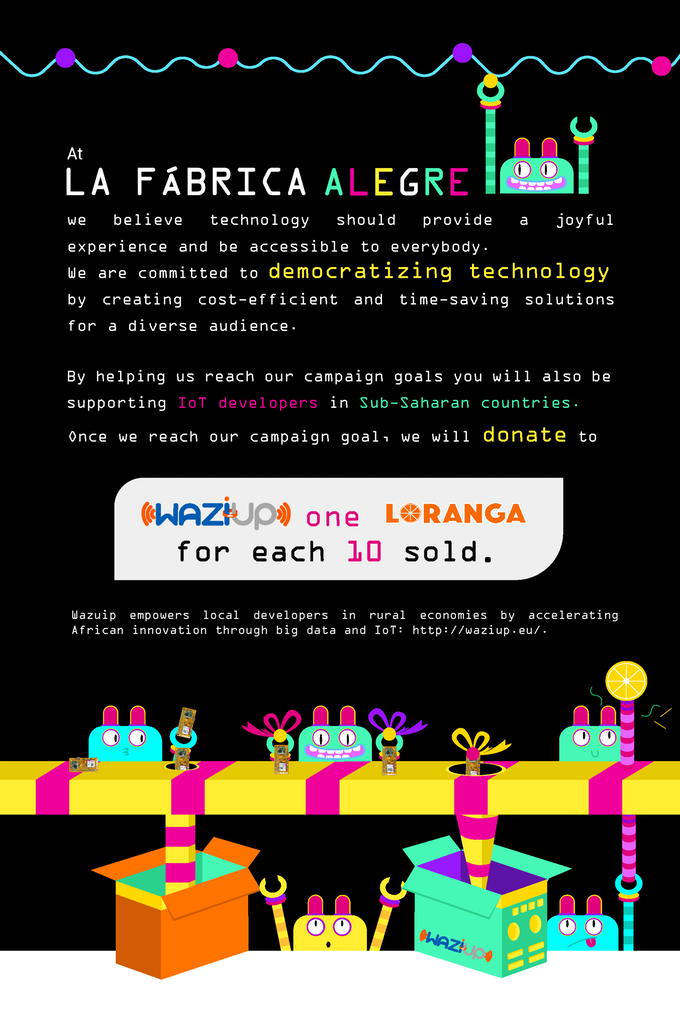 At
LA FÁBRICA ALEGRE
we believe technology should provide a joyful
experience and be accessible to everybody.
We are committed to democratizing technology
by creating cost-efficient and time-saving solutions
for a diverse audience.
By helping us reach our campaign goals you will also be
supporting IoT developers in Sub-Saharan countries.
Once we reach our campaign goal, we will donate to
WAZIUP one LORANGA
for each 10 sold.
Wazuip empowers local developers in rural economies by accelerating
African innovation through big data and IoT: http://waziup.eu/.
WAZIUP